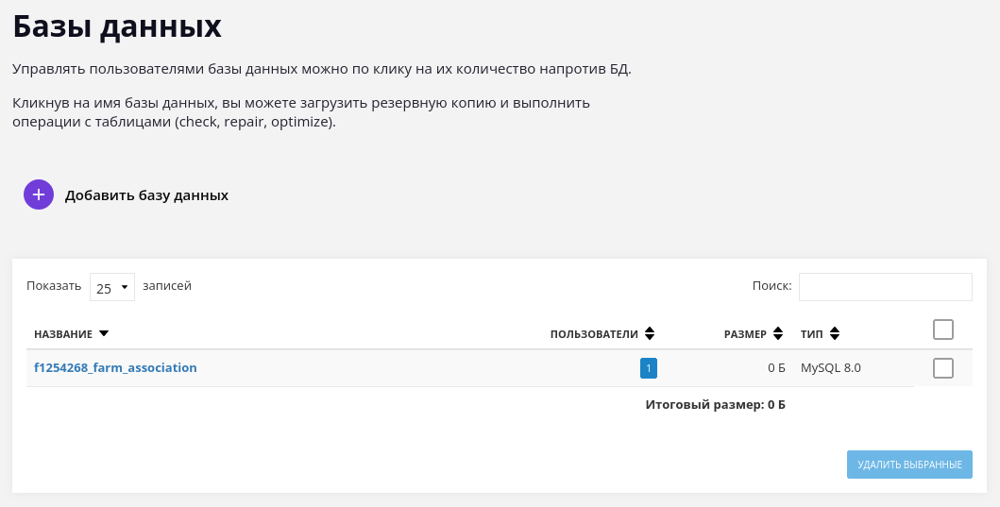 Базы данных
Управлять пользователями базы данных можно по клику на их количество напротив БД.
Кликнув на имя базы данных, вы можете загрузить резервную копию и выполнить
операции с таблицами (check, repair, optimize).
Добавить базу данных
Показать 25 записей Поиск:
НАЗВАНИЕ ПОЛЬЗОВАТЕЛИ РАЗМЕР ТИП
f1254268_farm_association 1 0 Б MySQL 8.0
Итоговый размер: 0 Б
УДАЛИТЬ ВЫБРАННЫЕ